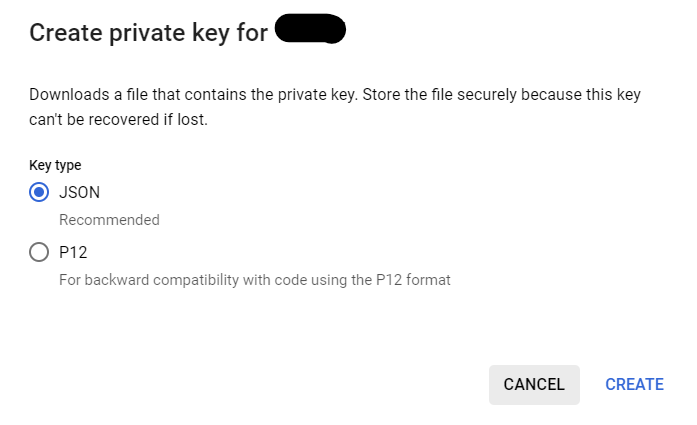 Create private key for
Downloads a file that contains the private key. Store the file securely because this key
can't be recovered if lost.
Key type
JSON
Recommended
P12
For backward compatibility with code using the P12 format
CANCEL
CREATE